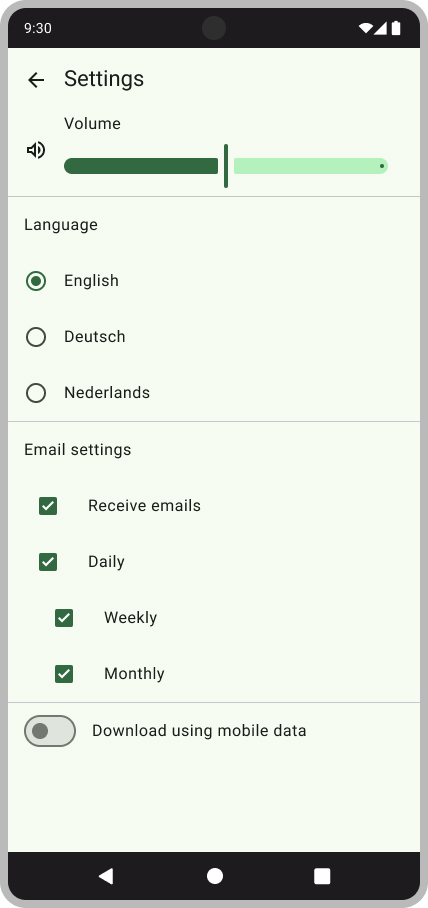 9:30
Settings
Volume
Language
English
Deutsch
Nederlands
Email settings
Receive emails
Daily
Weekly
Monthly
Download using mobile data